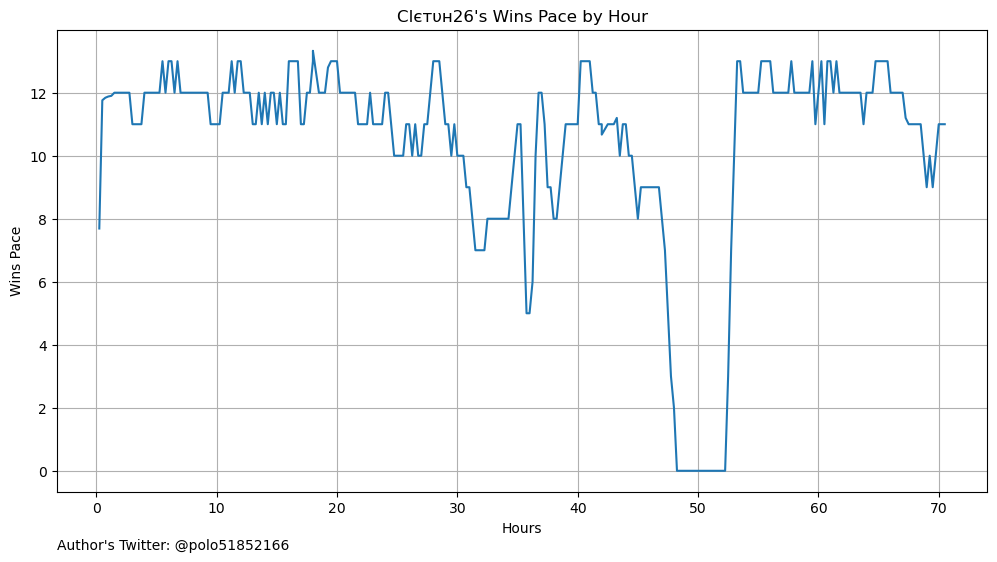 Clєтυн26's Wins Pace by Hour
Wins Pace
12
10
8
6
4
2
0
0 10 20 30 40 50 60 70
Hours
Author's Twitter: @polo51852166